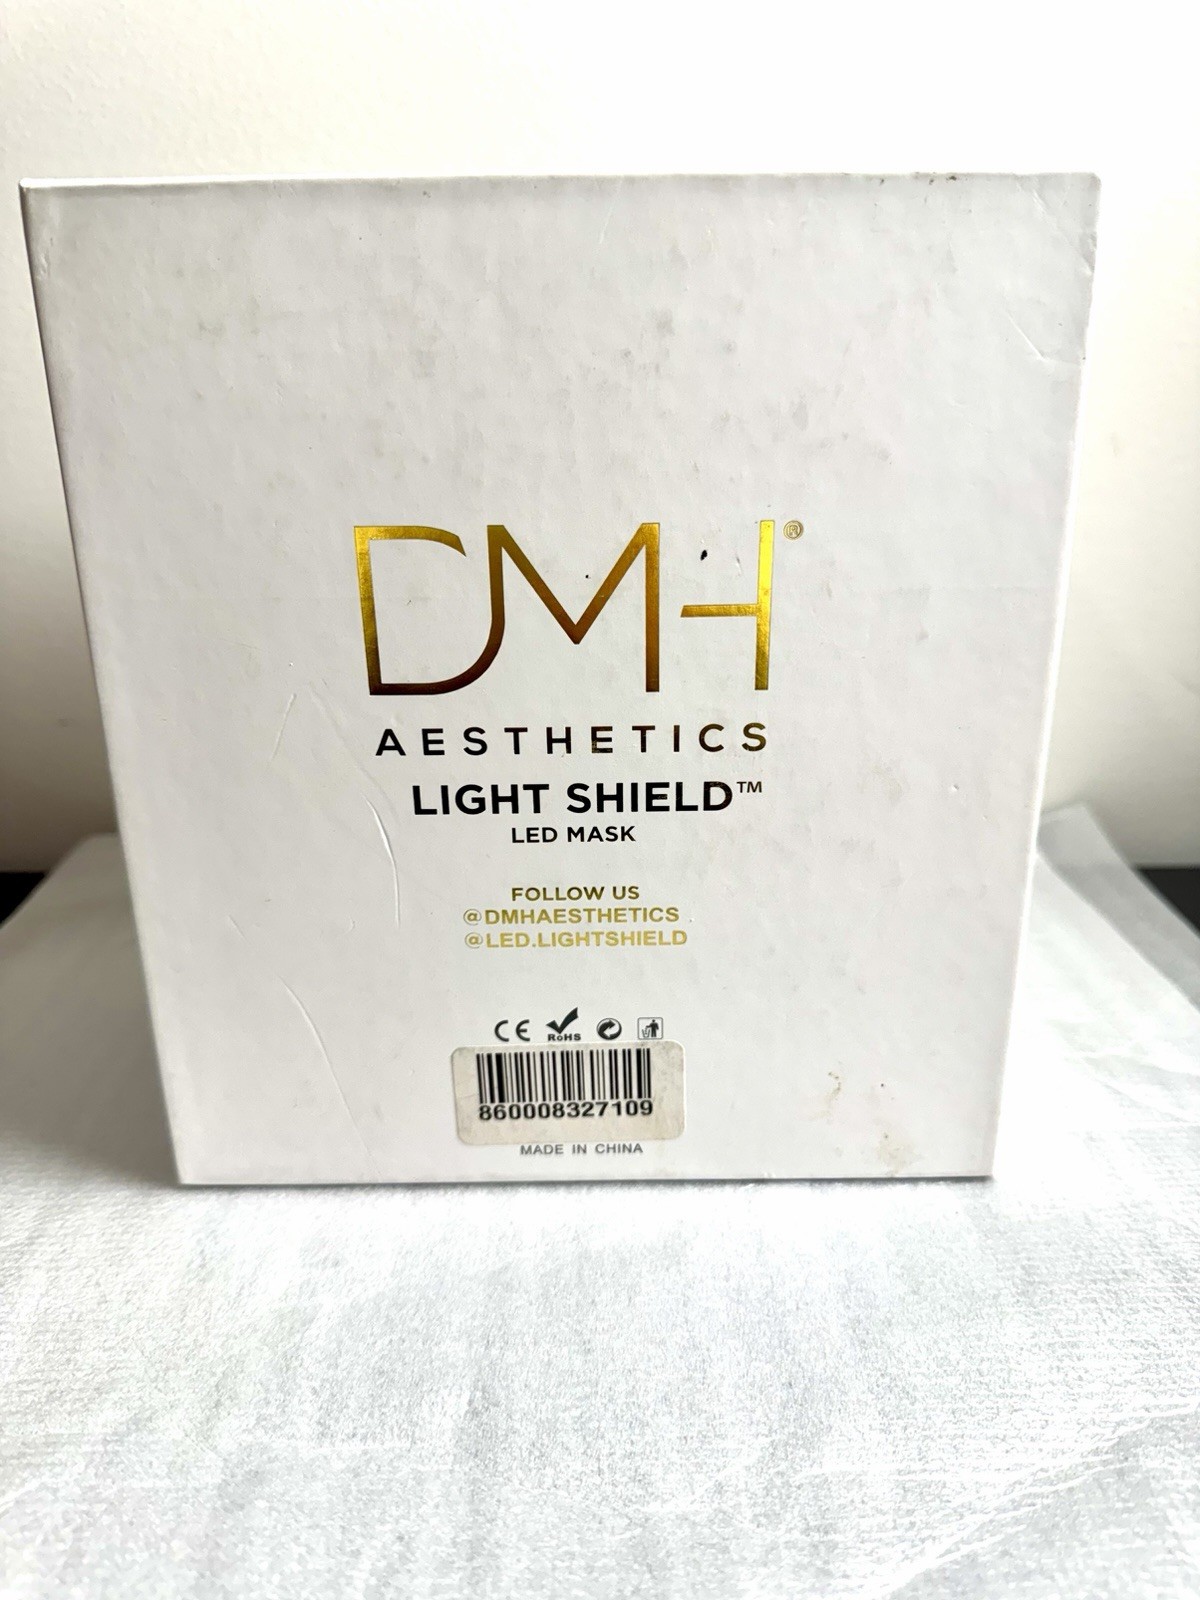 DMH®
AESTHETICS
LIGHT SHIELD™
LED MASK
FOLLOW US
@DMHAESTHETICS
@LED.LIGHTSHIELD
CE RoHS
860008327109
MADE IN CHINA